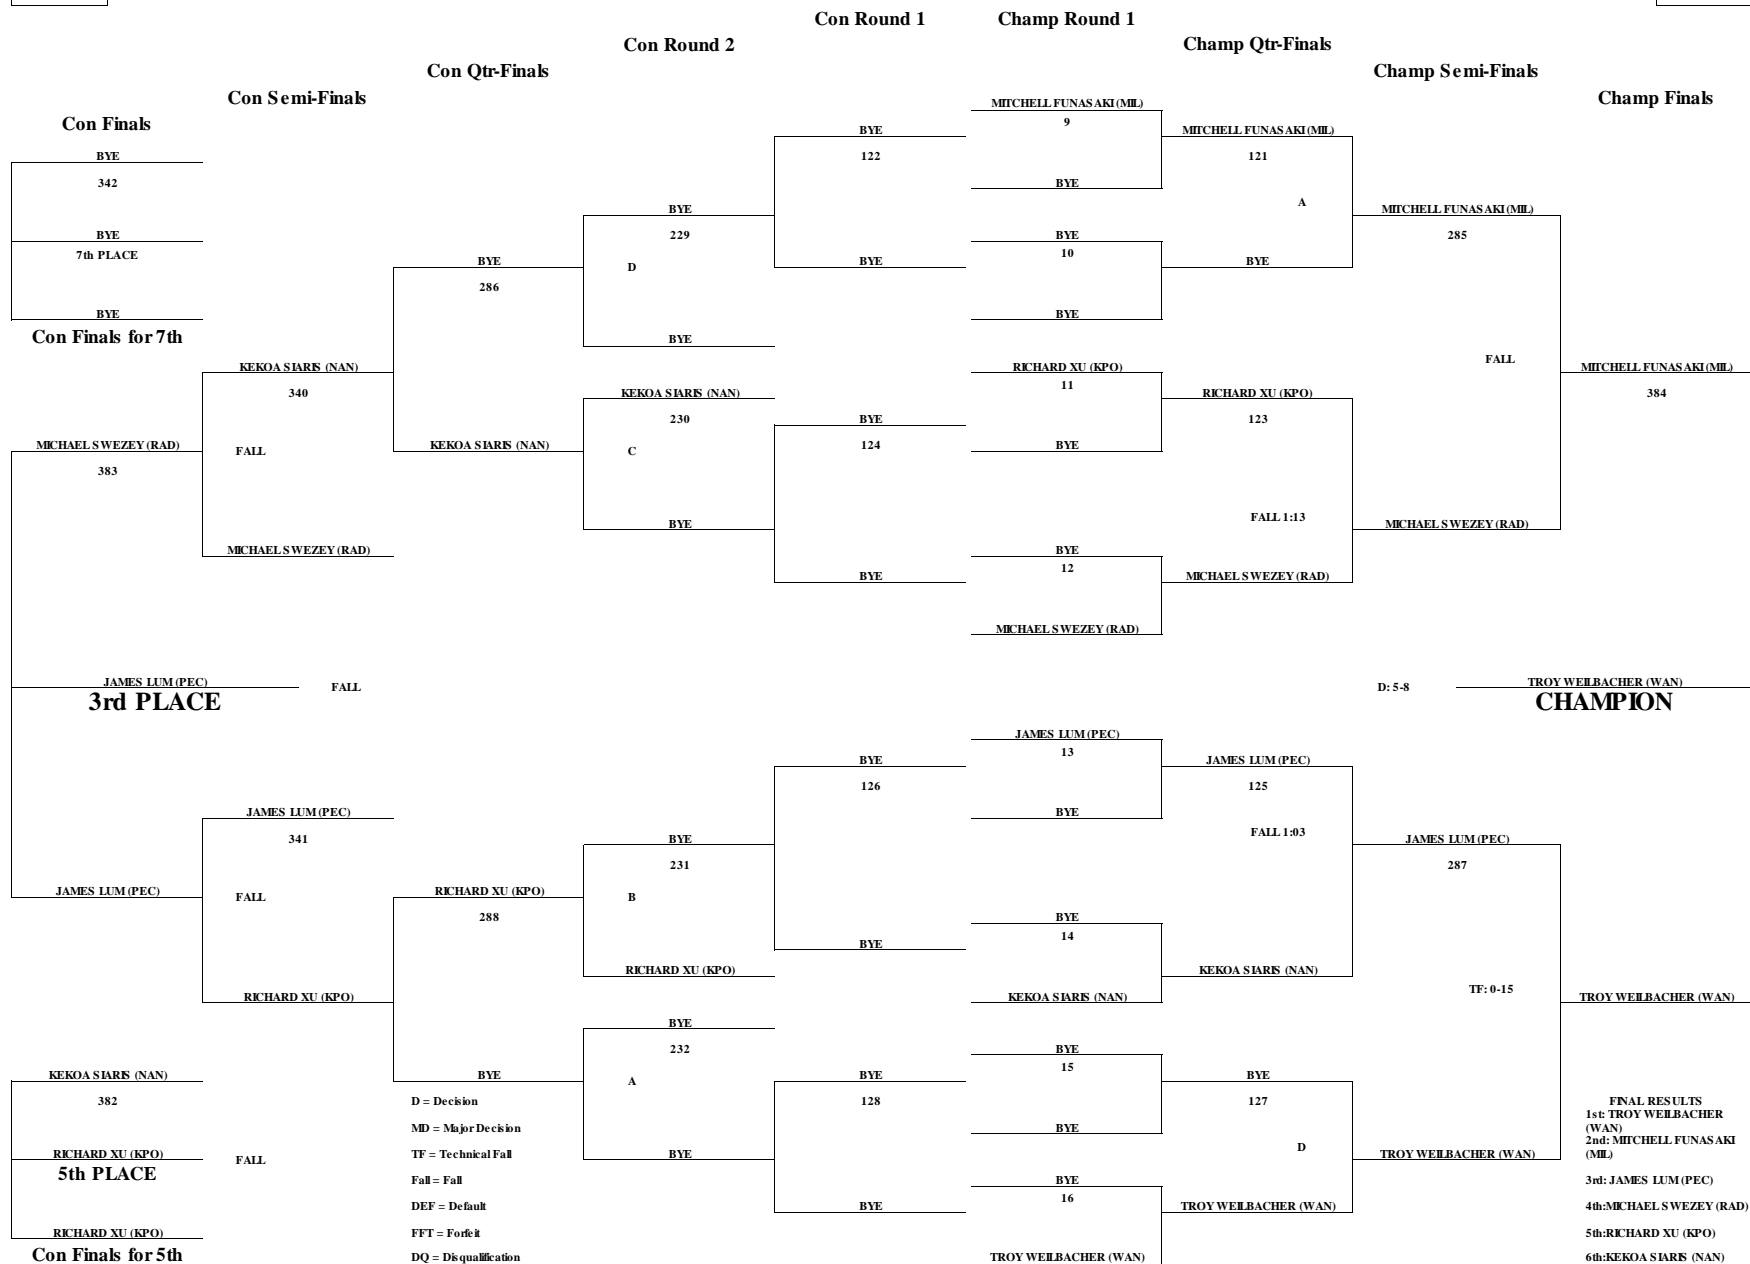 Con Round 1
Champ Round 1
Con Round 2
Champ Qtr-Finals
Con Qtr-Finals
Champ Semi-Finals
Con Semi-Finals
Champ Finals
Con Finals
MITCHELL FUNASAKI (MIL)
9
BYE
MITCHELL FUNASAKI (MIL)
BYE
122
121
342
BYE
A
BYE
MITCHELL FUNASAKI (MIL)
BYE
BYE
229
285
7th PLACE
10
BYE
D
BYE
BYE
286
BYE
BYE
Con Finals for 7th
BYE
FALL
KEKOA SIARIS (NAN)
RICHARD XU (KPO)
MITCHELL FUNASAKI (MIL)
340
11
384
KEKOA SIARIS (NAN)
RICHARD XU (KPO)
230
BYE
123
MICHAEL SWEZEY (RAD)
FALL
KEKOA SIARIS (NAN)
C
124
BYE
383
FALL 1:13
BYE
MICHAEL SWEZEY (RAD)
MICHAEL SWEZEY (RAD)
BYE
12
BYE
MICHAEL SWEZEY (RAD)
MICHAEL SWEZEY (RAD)
JAMES LUM (PEC)
FALL
D: 5-8
TROY WEILBACHER (WAN)
3rd PLACE
CHAMPION
JAMES LUM (PEC)
13
BYE
JAMES LUM (PEC)
126
125
JAMES LUM (PEC)
BYE
341
BYE
FALL 1:03
JAMES LUM (PEC)
231
287
JAMES LUM (PEC)
FALL
RICHARD XU (KPO)
B
288
BYE
14
BYE
RICHARD XU (KPO)
KEKOA SIARIS (NAN)
TF: 0-15
RICHARD XU (KPO)
KEKOA SIARIS (NAN)
TROY WEILBACHER (WAN)
BYE
232
BYE
15
KEKOA SIARIS (NAN)
BYE
A
BYE
BYE
382
D = Decision
128
127
FINAL RESULTS
1st: TROY WEILBACHER
(WAN)
MD = Major Decision
BYE
2nd: MITCHELL FUNASAKI
(MIL)
D
RICHARD XU (KPO)
FALL
TF = Technical Fall
BYE
TROY WEILBACHER (WAN)
5th PLACE
Fall = Fall
BYE
3rd: JAMES LUM (PEC)
16
DEF = Default
BYE
TROY WEILBACHER (WAN)
4th:MICHAEL SWEZEY (RAD)
RICHARD XU (KPO)
FFT = Forfeit
5th:RICHARD XU (KPO)
Con Finals for 5th
DQ = Disqualification
TROY WEILBACHER (WAN)
6th:KEKOA SIARIS (NAN)